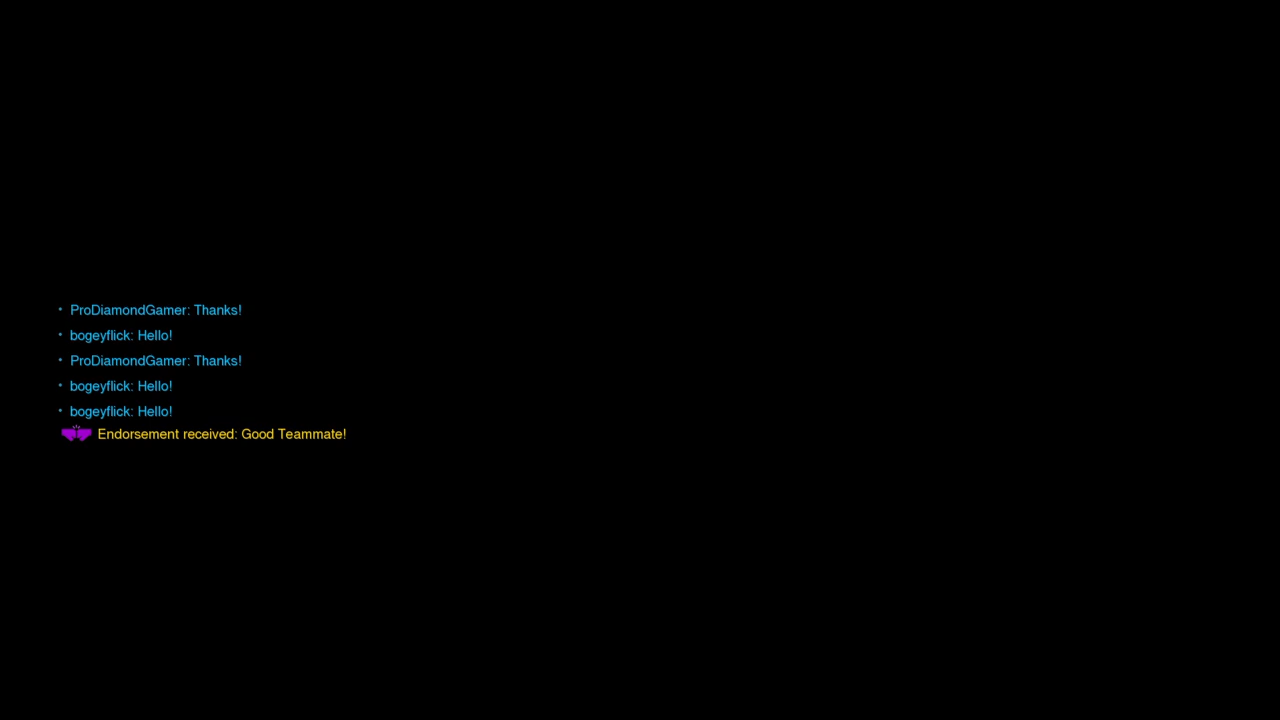 • ProDiamondGamer: Thanks!
• bogeyflick: Hello!
• ProDiamondGamer: Thanks!
• bogeyflick: Hello!
• bogeyflick: Hello!
Endorsement received: Good Teammate!